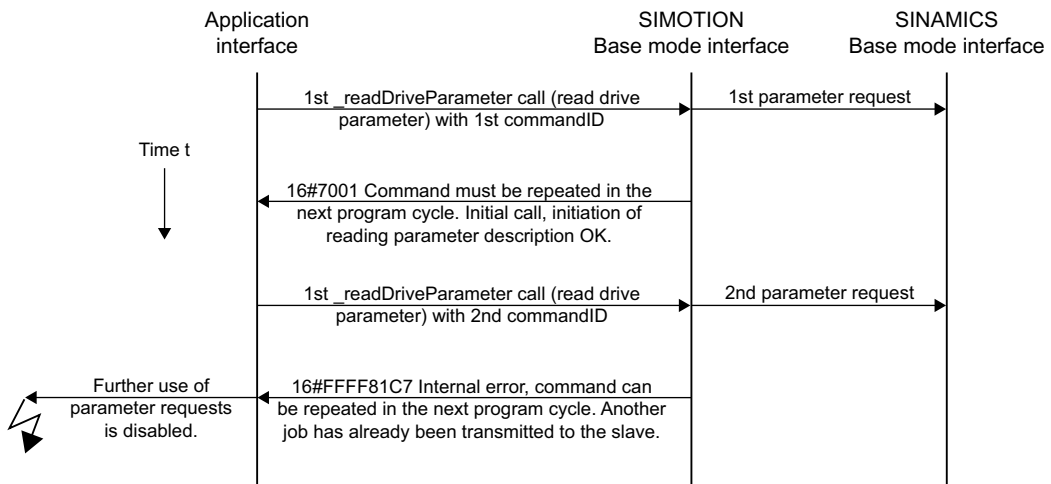 Application
interface
SIMOTION
Base mode interface
SINAMICS
Base mode interface
1st _readDriveParameter call (read drive
parameter) with 1st commandID
1st parameter request
Time t
16#7001 Command must be repeated in the
next program cycle. Initial call, initiation of
reading parameter description OK.
1st _readDriveParameter call (read drive
parameter) with 2nd commandID
2nd parameter request
Further use of
parameter requests
is disabled.
16#FFFF81C7 Internal error, command can
be repeated in the next program cycle. Another
job has already been transmitted to the slave.